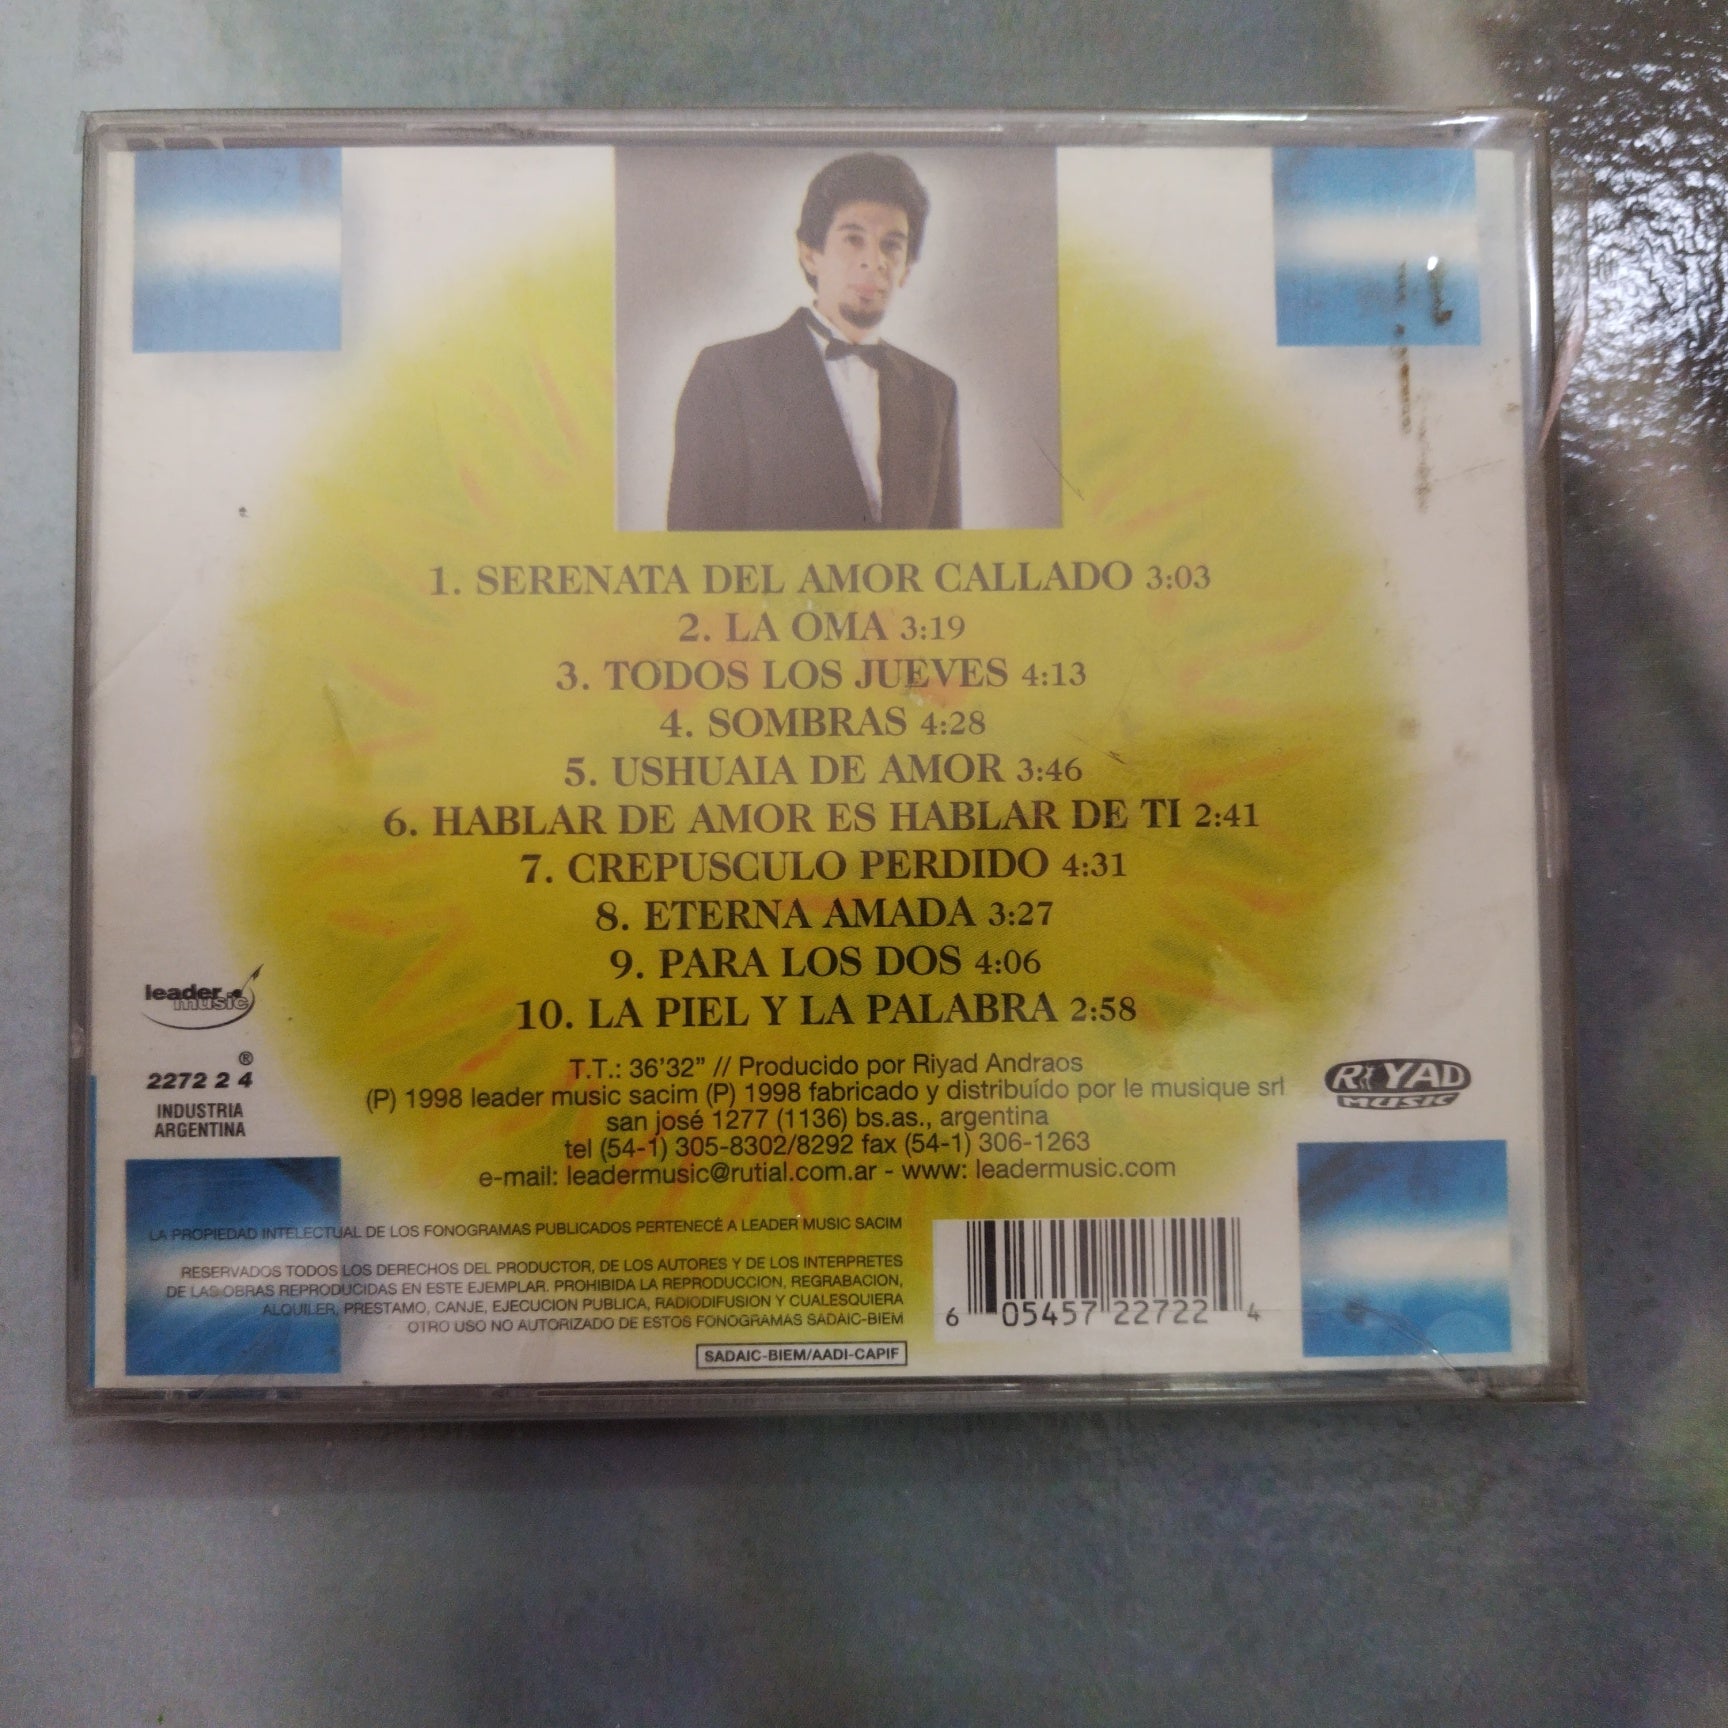 1. SERENATA DEL AMOR CALLADO 3:03
2. LA OMA 3:19
3. TODOS LOS JUEVES 4:13
4. SOMBRAS 4:28
5. USHUAIA DE AMOR 3:46
6. HABLAR DE AMOR ES HABLAR DE TI 2:41
7. CREPUSCULO PERDIDO 4:31
8. ETERNA AMADA 3:27
9. PARA LOS DOS 4:06
10. LA PIEL Y LA PALABRA 2:58
leader
music
®
2272 2 4
INDUSTRIA
ARGENTINA
T.T.: 36'32" // Producido por Riyad Andraos
(P) 1998 leader music sacim (P) 1998 fabricado y distribuído por le musique srl
san josé 1277 (1136) bs.as., argentina
tel (54-1) 305-8302/8292 fax (54-1) 306-1263
e-mail: leadermusic@rutial.com.ar - www: leadermusic.com
RIYAD
MUSIC
LA PROPIEDAD INTELECTUAL DE LOS FONOGRAMAS PUBLICADOS PERTENECÉ A LEADER MUSIC SACIM
RESERVADOS TODOS LOS DERECHOS DEL PRODUCTOR, DE LOS AUTORES Y DE LOS INTERPRETES
DE LAS OBRAS REPRODUCIDAS EN ESTE EJEMPLAR. PROHIBIDA LA REPRODUCCION, REGRABACION,
ALQUILER, PRESTAMO, CANJE, EJECUCION PUBLICA, RADIODIFUSION Y CUALESQUIERA
OTRO USO NO AUTORIZADO DE ESTOS FONOGRAMAS SADAIC-BIEM
SADAIC-BIEM/AADI-CAPIF
6 05457 22722 4